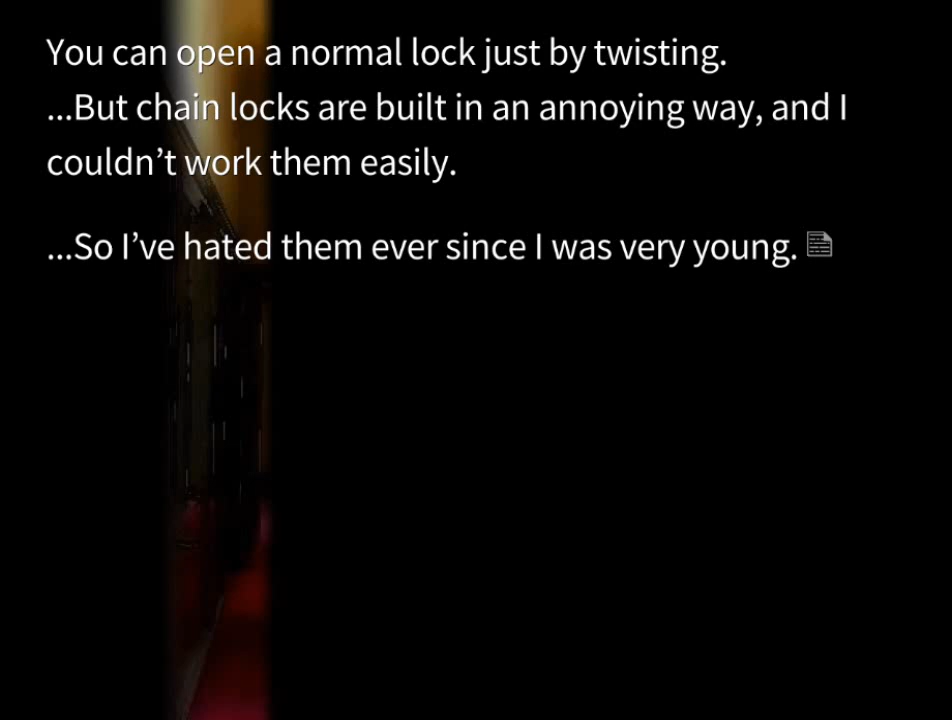 You can open a normal lock just by twisting.
...But chain locks are built in an annoying way, and I
couldn’t work them easily.
...So I’ve hated them ever since I was very young.